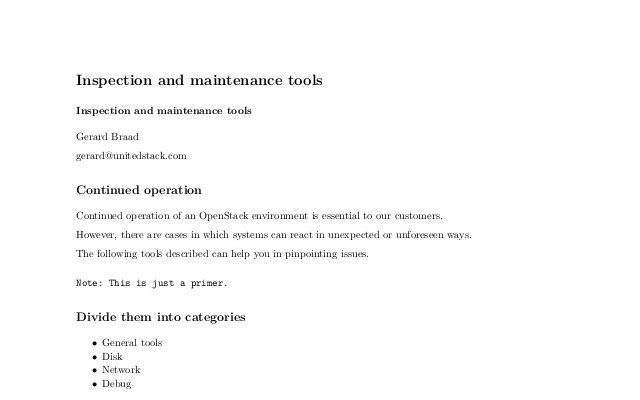 Inspection and maintenance tools
Inspection and maintenance tools
Gerard Braad
gerard@unitedstack.com
Continued operation
Continued operation of an OpenStack environment is essential to our customers.
However, there are cases in which systems can react in unexpected or unforeseen ways.
The following tools described can help you in pinpointing issues.
Note: This is just a primer.
Divide them into categories
• General tools
• Disk
• Network
• Debug